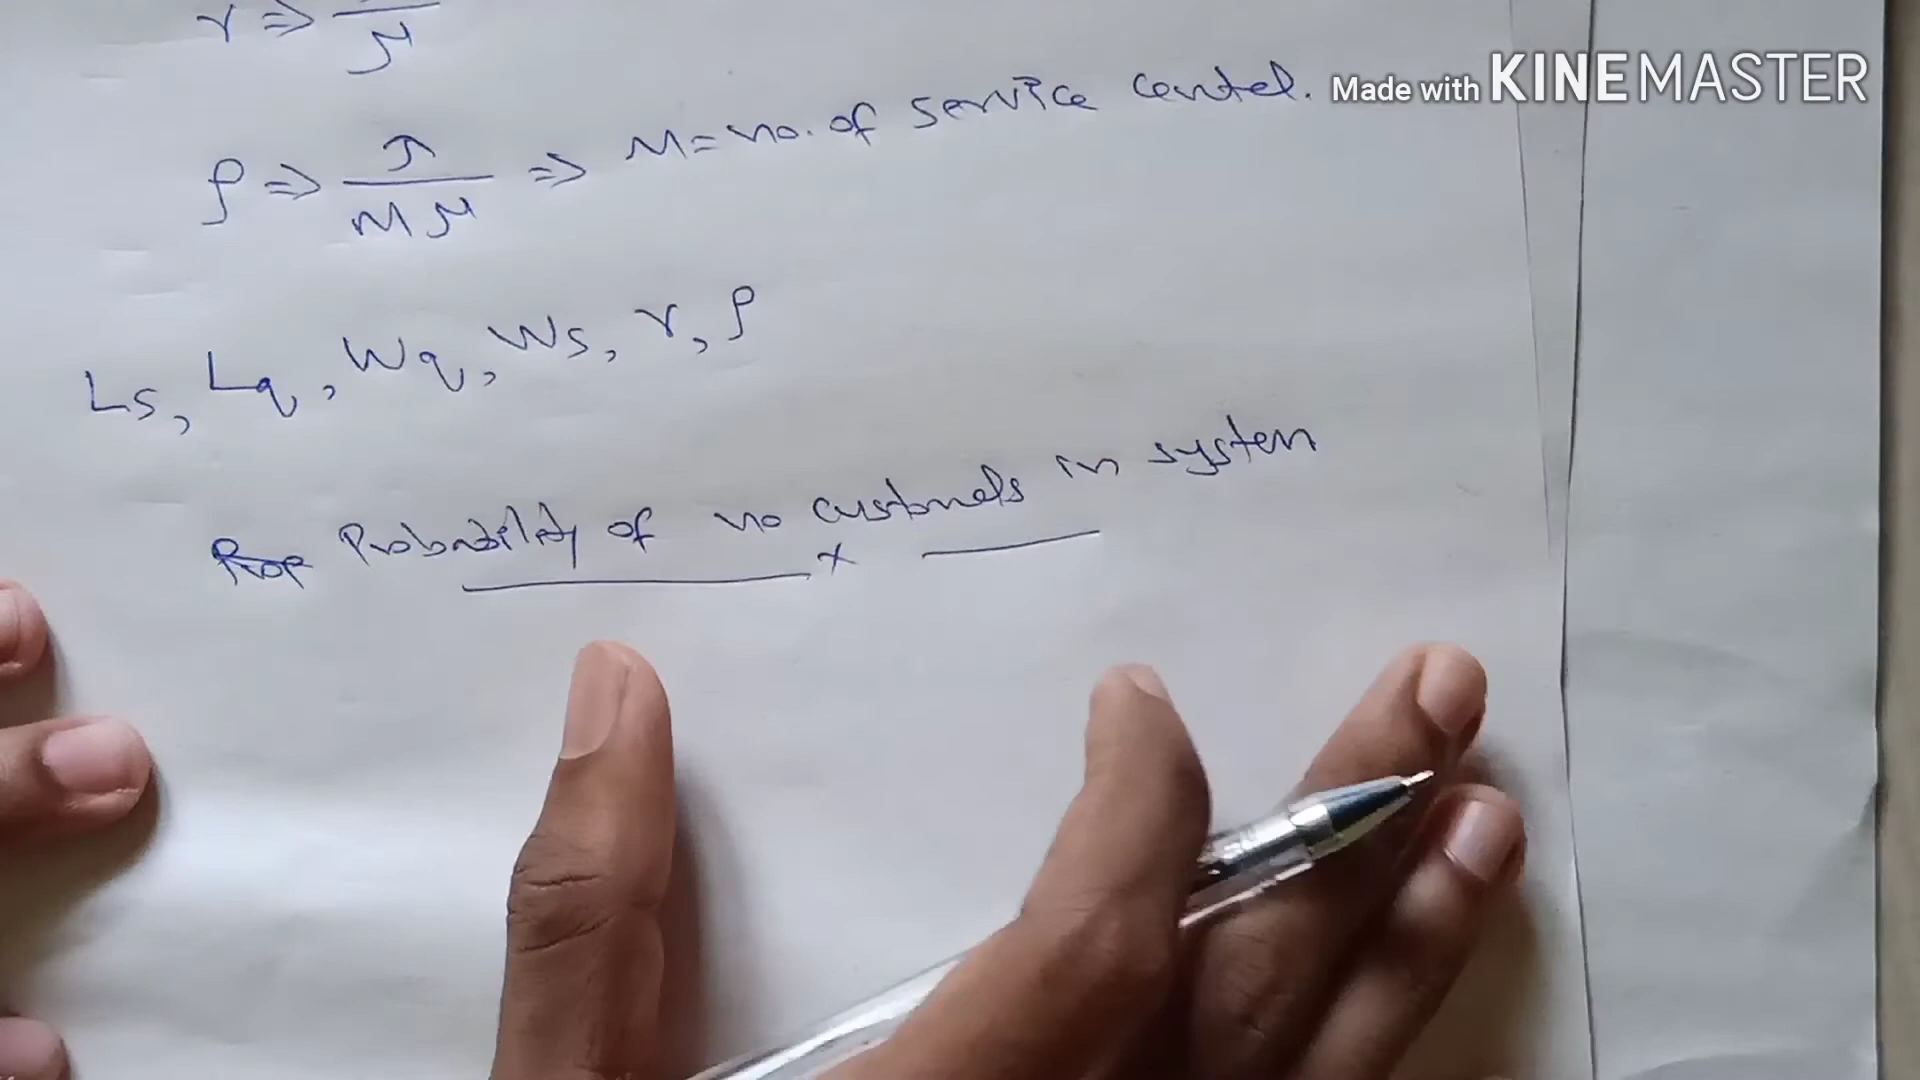 r ⇒ /μ
Made with KINEMASTER
ρ ⇒ λ/Mμ ⇒ M = no. of service center.
Ls, Lq, Wq, Ws, r, ρ
Probability of no customers in system
x